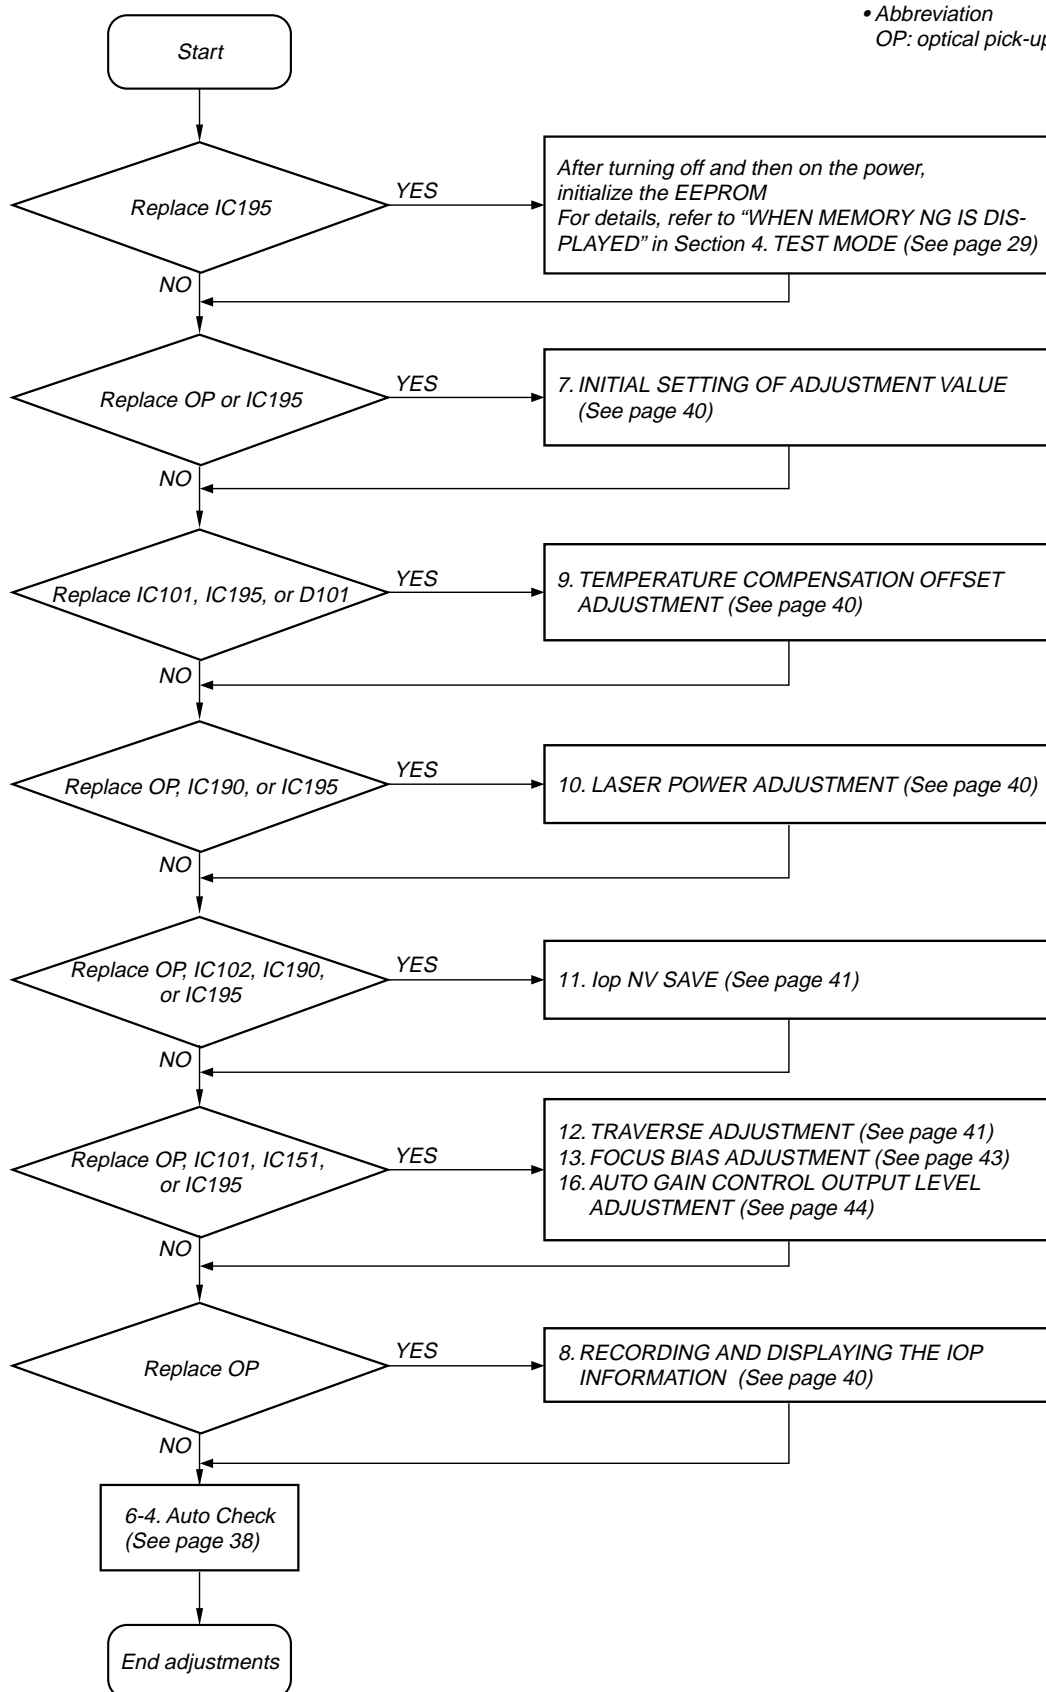 • Abbreviation
OP: optical pick-up
Start
Replace IC195
YES
After turning off and then on the power,
initialize the EEPROM
For details, refer to “WHEN MEMORY NG IS DIS-
PLAYED” in Section 4. TEST MODE (See page 29)
NO
Replace OP or IC195
YES
7. INITIAL SETTING OF ADJUSTMENT VALUE
(See page 40)
NO
Replace IC101, IC195, or D101
YES
9. TEMPERATURE COMPENSATION OFFSET
ADJUSTMENT (See page 40)
NO
Replace OP, IC190, or IC195
YES
10. LASER POWER ADJUSTMENT (See page 40)
NO
Replace OP, IC102, IC190,
or IC195
YES
11. Iop NV SAVE (See page 41)
NO
Replace OP, IC101, IC151,
or IC195
YES
12. TRAVERSE ADJUSTMENT (See page 41)
13. FOCUS BIAS ADJUSTMENT (See page 43)
16. AUTO GAIN CONTROL OUTPUT LEVEL
ADJUSTMENT (See page 44)
NO
Replace OP
YES
8. RECORDING AND DISPLAYING THE IOP
INFORMATION (See page 40)
NO
6-4. Auto Check
(See page 38)
End adjustments